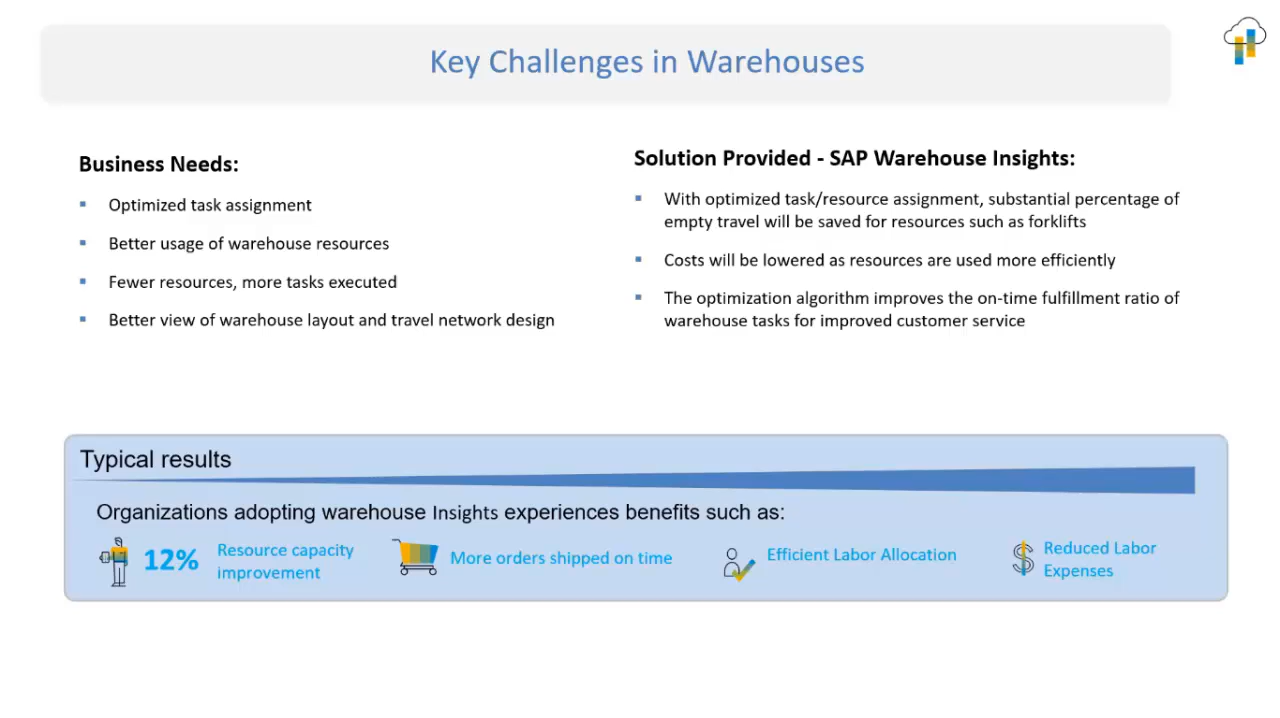 Key Challenges in Warehouses
Business Needs:
Optimized task assignment
Better usage of warehouse resources
Fewer resources, more tasks executed
Better view of warehouse layout and travel network design
Solution Provided - SAP Warehouse Insights:
With optimized task/resource assignment, substantial percentage of
empty travel will be saved for resources such as forklifts
Costs will be lowered as resources are used more efficiently
The optimization algorithm improves the on-time fulfillment ratio of
warehouse tasks for improved customer service
Typical results
Organizations adopting warehouse Insights experiences benefits such as:
12%
Resource capacity
improvement
More orders shipped on time
Efficient Labor Allocation
Reduced Labor
Expenses